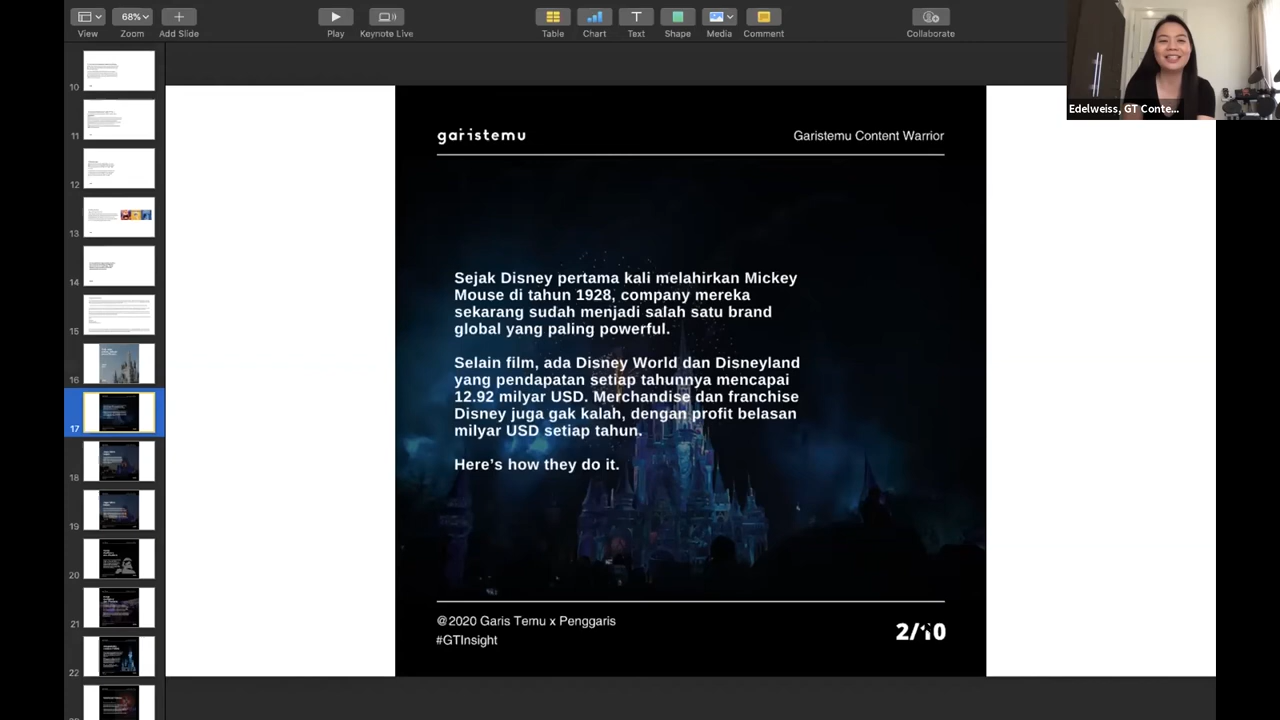 68%
View
Zoom
Add Slide
Play
Keynote Live
Table
Chart
Text
Shape
Media
Comment
Collaborate
Edelweiss, GT Conte...
10
11
12
13
14
15
16
17
18
19
20
21
22
garistemu
Garistemu Content Warrior
Sejak Disney pertama kali melahirkan Mickey
Mouse di tahun 1928, company mereka
sekarang sudah menjadi salah satu brand
global yang paling powerful.
Selain film, ada Disney World dan Disneyland
yang pendapatan setiap tahunnya mencapai
12.92 milyar USD. Merchandise dan franchise
Disney juga gak kalah, dengan profit belasan
milyar USD setiap tahun.
Here's how they do it.
@2020 Garis Temu x Penggaris
#GTInsight
2/10